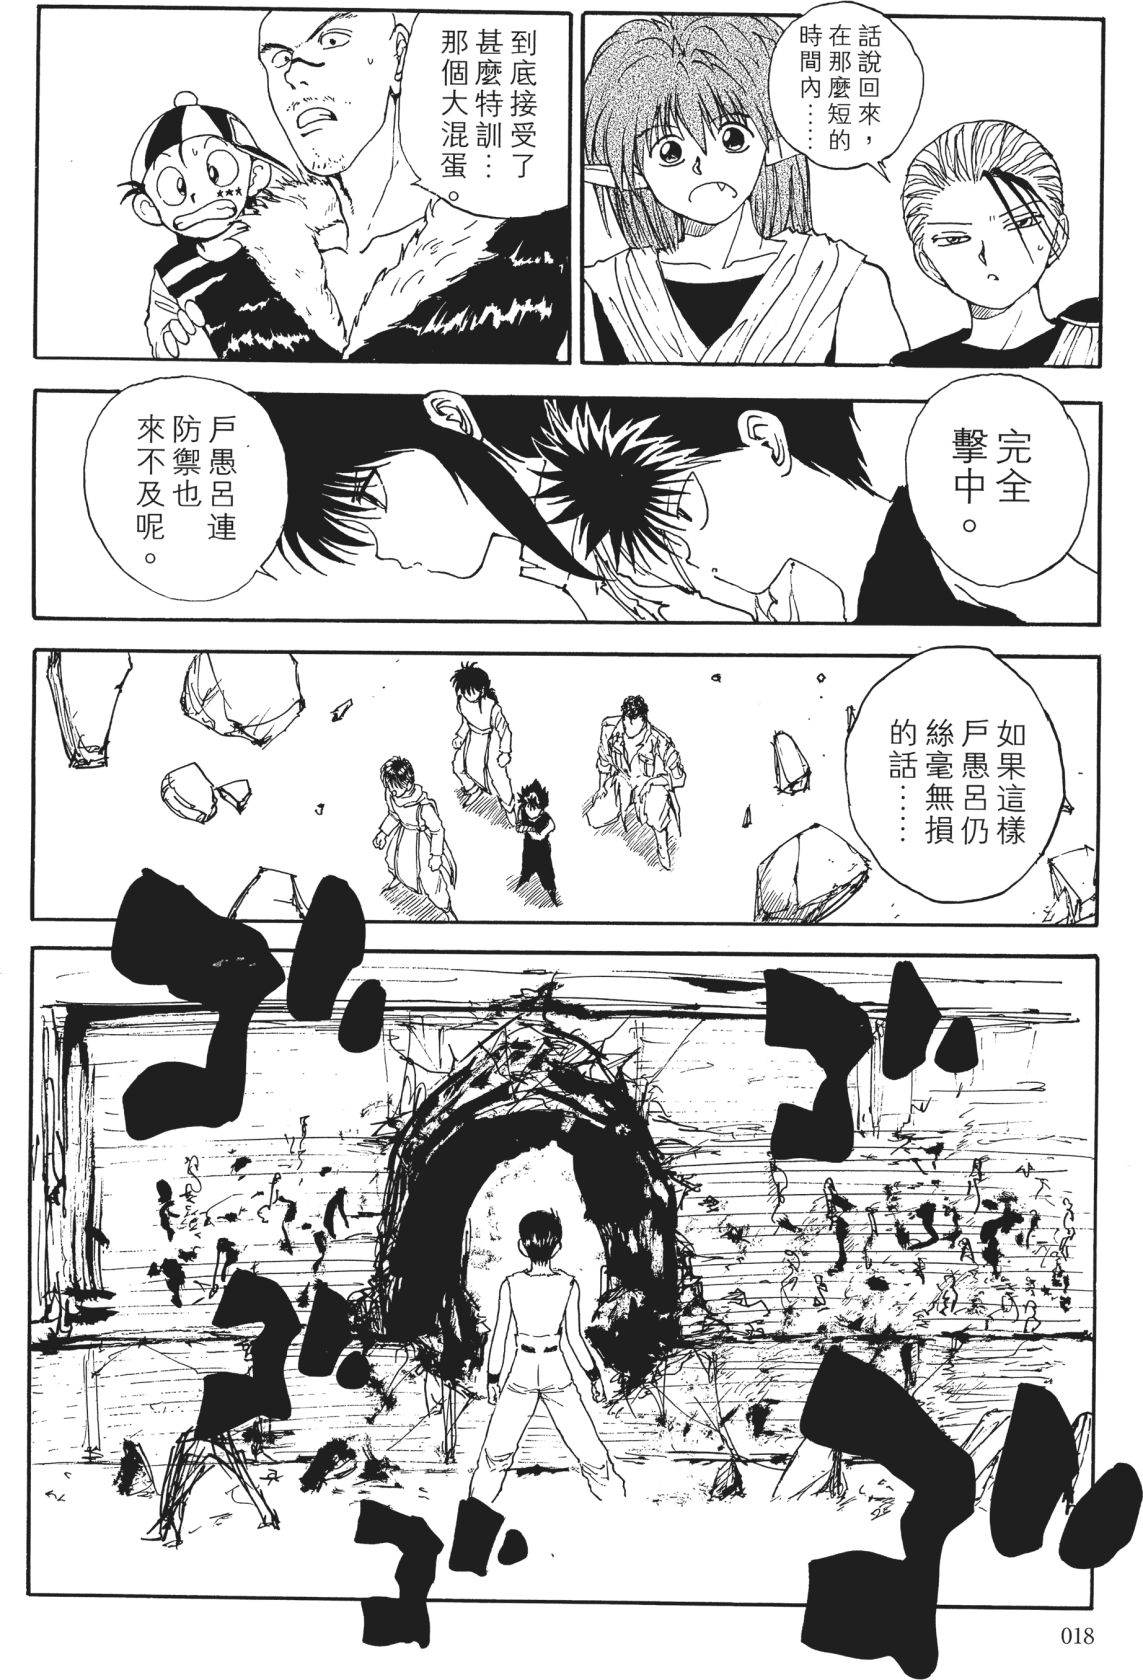 話說回來，
在那麼短的
時間內……
到底接受了
甚麼特訓…
那個大混蛋。
完全
擊中。
戶愚呂連
防禦也
來不及呢。
如果這樣
戶愚呂仍
絲毫無損
的話……
ゴ
ゴ
ゴ
ゴ
ゴ
018